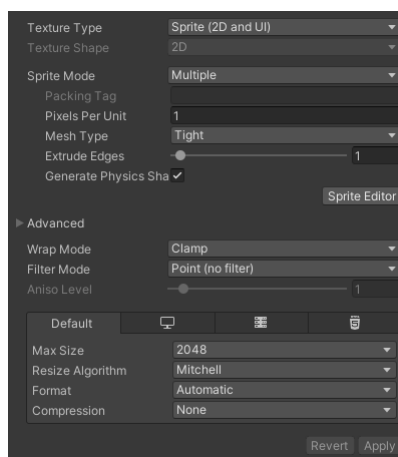 Texture Type Sprite (2D and UI)
Texture Shape 2D
Sprite Mode Multiple
Packing Tag
Pixels Per Unit 1
Mesh Type Tight
Extrude Edges 1
Generate Physics Sha
Sprite Editor
Advanced
Wrap Mode Clamp
Filter Mode Point (no filter)
Aniso Level 1
Default
Max Size 2048
Resize Algorithm Mitchell
Format Automatic
Compression None
Revert Apply